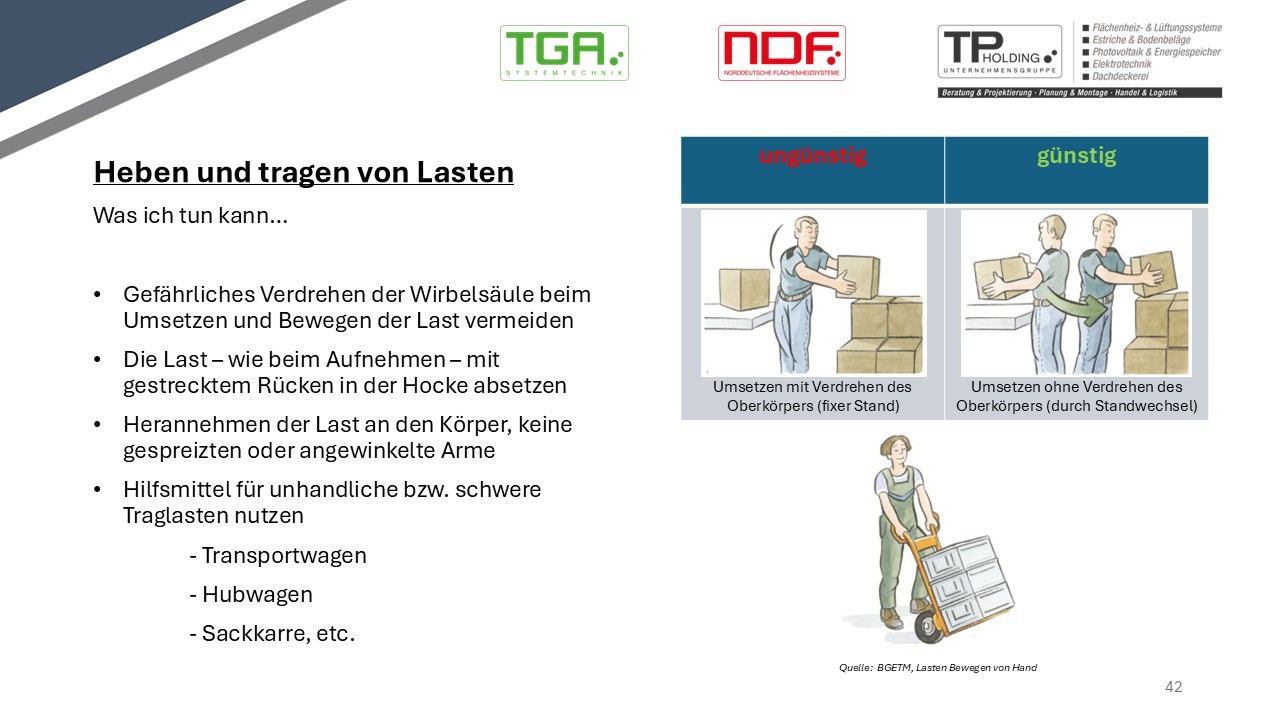 TGA
SYSTEMTECHNIK
NDF
NORDDEUTSCHE FLÄCHENHEIZSYSTEME
TP HOLDING
UNTERNEHMENSGRUPPE
Flächenheiz- & Lüftungssysteme
Estriche & Bodenbeläge
Photovoltaik & Energiespeicher
Elektrotechnik
Dachdeckerei
Beratung & Projektierung · Planung & Montage · Handel & Logistik
Heben und tragen von Lasten
Was ich tun kann...
• Gefährliches Verdrehen der Wirbelsäule beim
Umsetzen und Bewegen der Last vermeiden
• Die Last – wie beim Aufnehmen – mit
gestrecktem Rücken in der Hocke absetzen
• Herannehmen der Last an den Körper, keine
gespreizten oder angewinkelte Arme
• Hilfsmittel für unhandliche bzw. schwere
Traglasten nutzen
- Transportwagen
- Hubwagen
- Sackkarre, etc.
ungünstig
günstig
Umsetzen mit Verdrehen des
Oberkörpers (fixer Stand)
Umsetzen ohne Verdrehen des
Oberkörpers (durch Standwechsel)
Quelle: BGETM, Lasten Bewegen von Hand
42